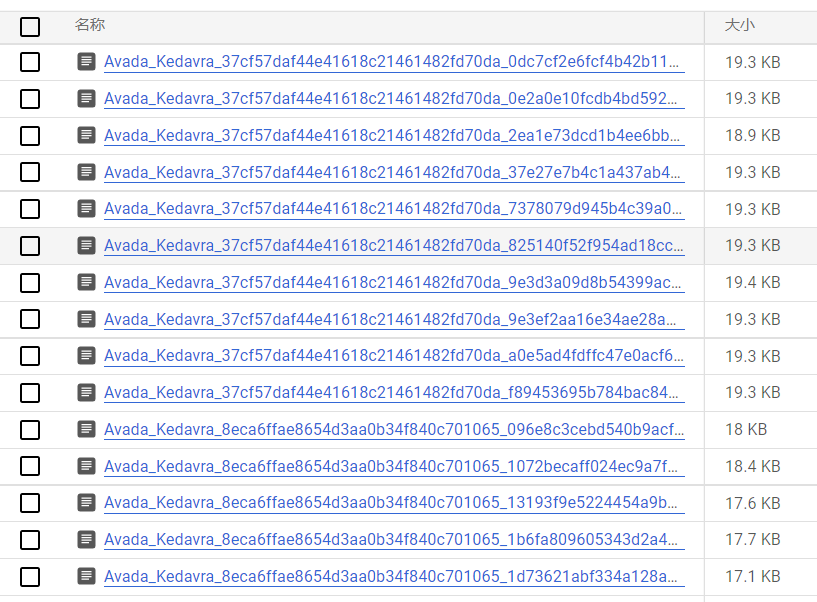 名称 大小
Avada_Kedavra_37cf57daf44e41618c21461482fd70da_0dc7cf2e6fcf4b42b11... 19.3 KB
Avada_Kedavra_37cf57daf44e41618c21461482fd70da_0e2a0e10fcdb4bd592... 19.3 KB
Avada_Kedavra_37cf57daf44e41618c21461482fd70da_2ea1e73dcd1b4ee6bb... 18.9 KB
Avada_Kedavra_37cf57daf44e41618c21461482fd70da_37e27e7b4c1a437ab4... 19.3 KB
Avada_Kedavra_37cf57daf44e41618c21461482fd70da_7378079d945b4c39a0... 19.3 KB
Avada_Kedavra_37cf57daf44e41618c21461482fd70da_825140f52f954ad18cc... 19.3 KB
Avada_Kedavra_37cf57daf44e41618c21461482fd70da_9e3d3a09d8b54399ac... 19.4 KB
Avada_Kedavra_37cf57daf44e41618c21461482fd70da_9e3ef2aa16e34ae28a... 19.3 KB
Avada_Kedavra_37cf57daf44e41618c21461482fd70da_a0e5ad4fdffc47e0acf6... 19.3 KB
Avada_Kedavra_37cf57daf44e41618c21461482fd70da_f89453695b784bac84... 19.3 KB
Avada_Kedavra_8eca6ffae8654d3aa0b34f840c701065_096e8c3cebd540b9acf... 18 KB
Avada_Kedavra_8eca6ffae8654d3aa0b34f840c701065_1072becaff024ec9a7f... 18.4 KB
Avada_Kedavra_8eca6ffae8654d3aa0b34f840c701065_13193f9e5224454a9b... 17.6 KB
Avada_Kedavra_8eca6ffae8654d3aa0b34f840c701065_1b6fa809605343d2a4... 17.7 KB
Avada_Kedavra_8eca6ffae8654d3aa0b34f840c701065_1d73621abf334a128a... 17.1 KB